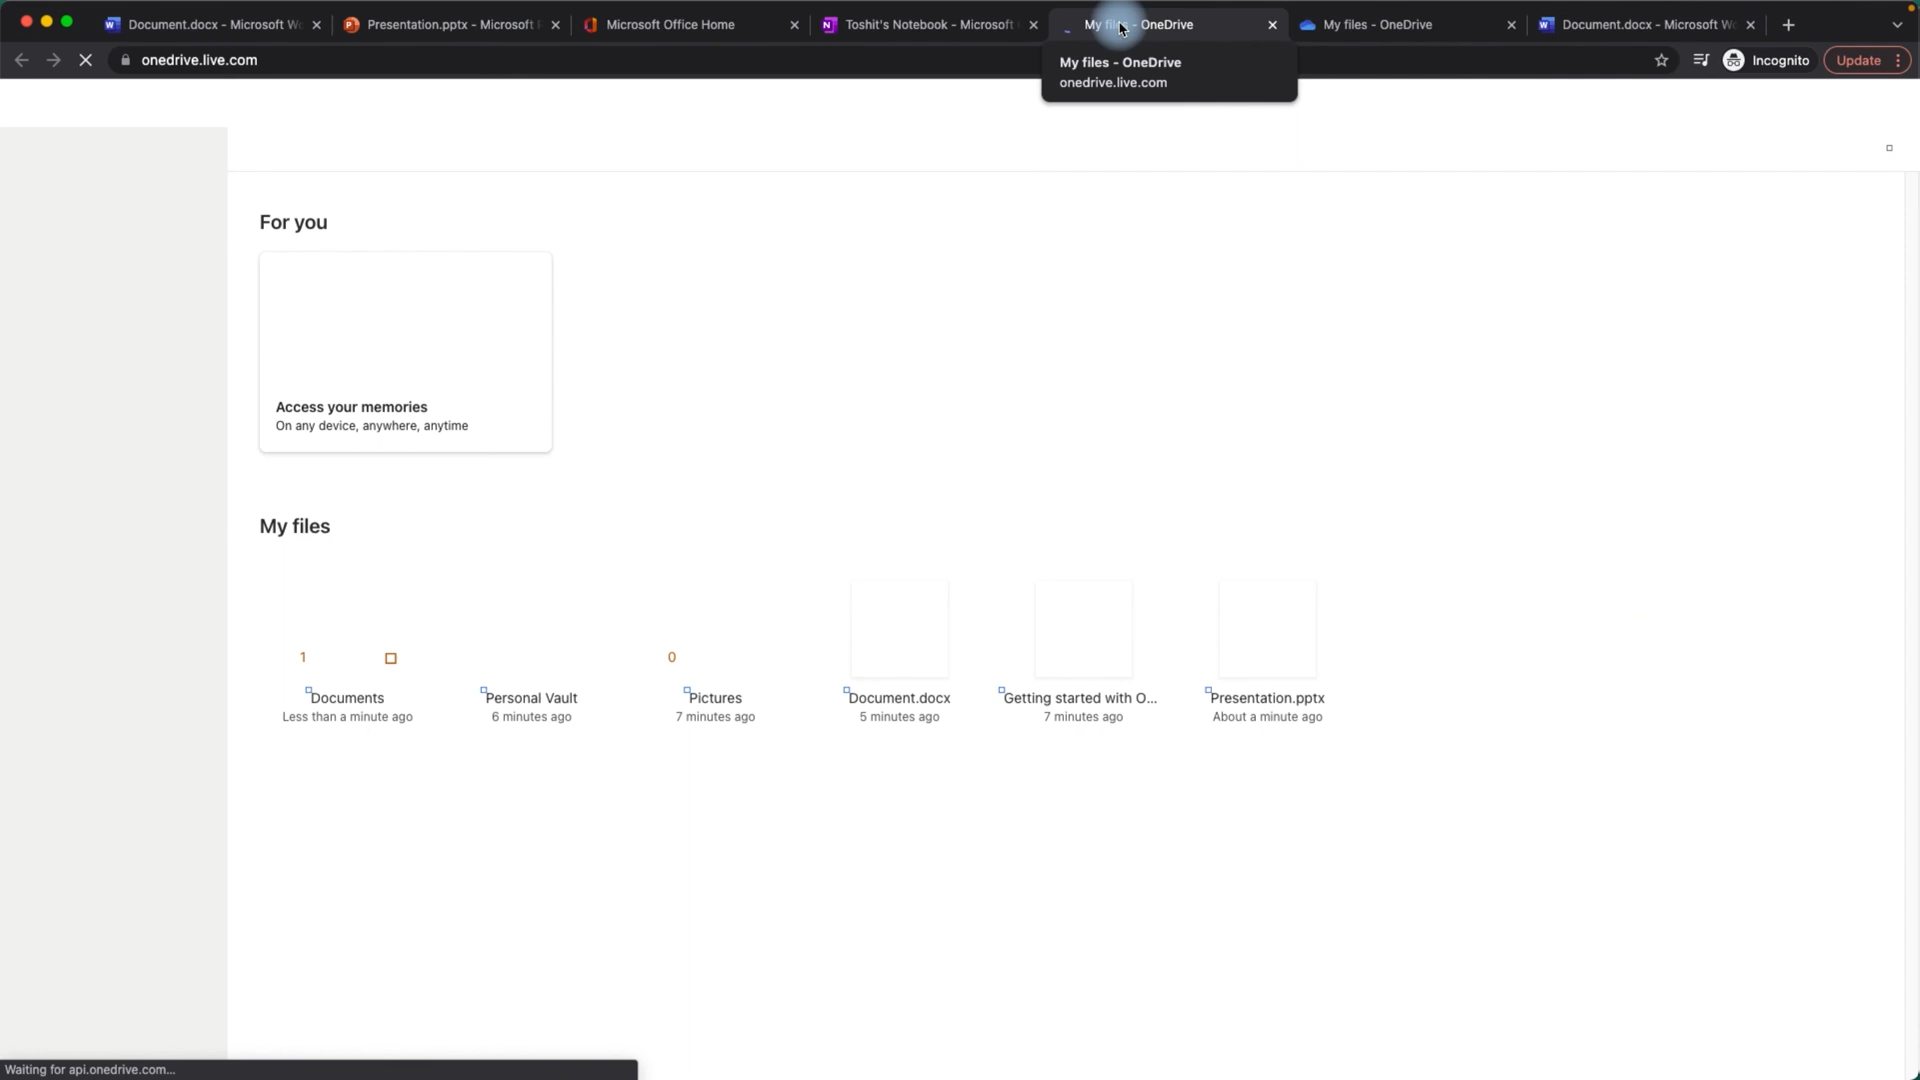 Document.docx - Microsoft Wo
Presentation.pptx - Microsoft P
Microsoft Office Home
Toshit's Notebook - Microsoft
My files - OneDrive
My files - OneDrive
Document.docx - Microsoft Wo
onedrive.live.com
Incognito
Update
My files - OneDrive
onedrive.live.com
For you
Access your memories
On any device, anywhere, anytime
My files
1
0
Documents
Personal Vault
Pictures
Document.docx
Getting started with O...
Presentation.pptx
Less than a minute ago
6 minutes ago
7 minutes ago
5 minutes ago
7 minutes ago
About a minute ago
Waiting for api.onedrive.com...